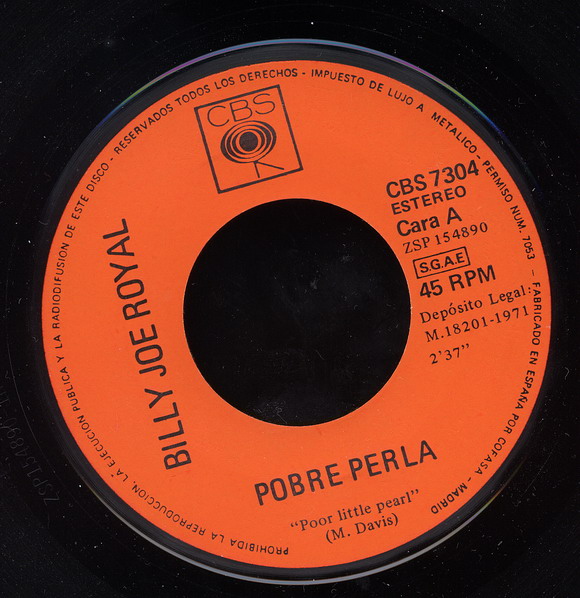 CBS
CBS 7304
ESTEREO
Cara A
ZSP 154890
S.G.A.E
45 RPM
Depósito Legal:
M.18201-1971
2'37"
BILLY JOE ROYAL
POBRE PERLA
"Poor little pearl"
(M. Davis)
PROHIBIDA LA REPRODUCCION, LA EJECUCION PUBLICA Y LA RADIODIFUSION DE ESTE DISCO - RESERVADOS TODOS LOS DERECHOS - IMPUESTO DE LUJO A METALICO - PERMISO NUM. 7053 - FABRICADO EN ESPAÑA POR COFASA - MADRID